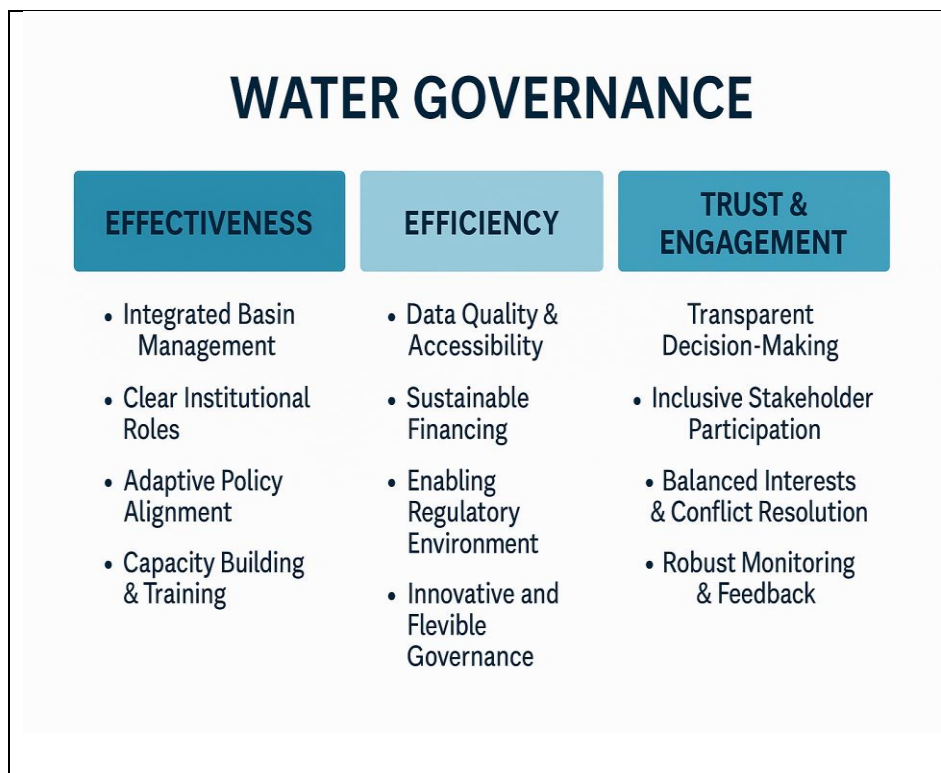 WATER GOVERNANCE
EFFECTIVENESS
• Integrated Basin
Management
• Clear Institutional
Roles
• Adaptive Policy
Alignment
• Capacity Building
& Training
EFFICIENCY
• Data Quality &
Accessibility
• Sustainable
Financing
• Enabling
Regulatory
Environment
• Innovative and
Flevible
Governance
TRUST &
ENGAGEMENT
Transparent
Decision-Making
• Inclusive Stakeholder
Participation
• Balanced Interests
& Conflict Resolution
• Robust Monitoring
& Feedback